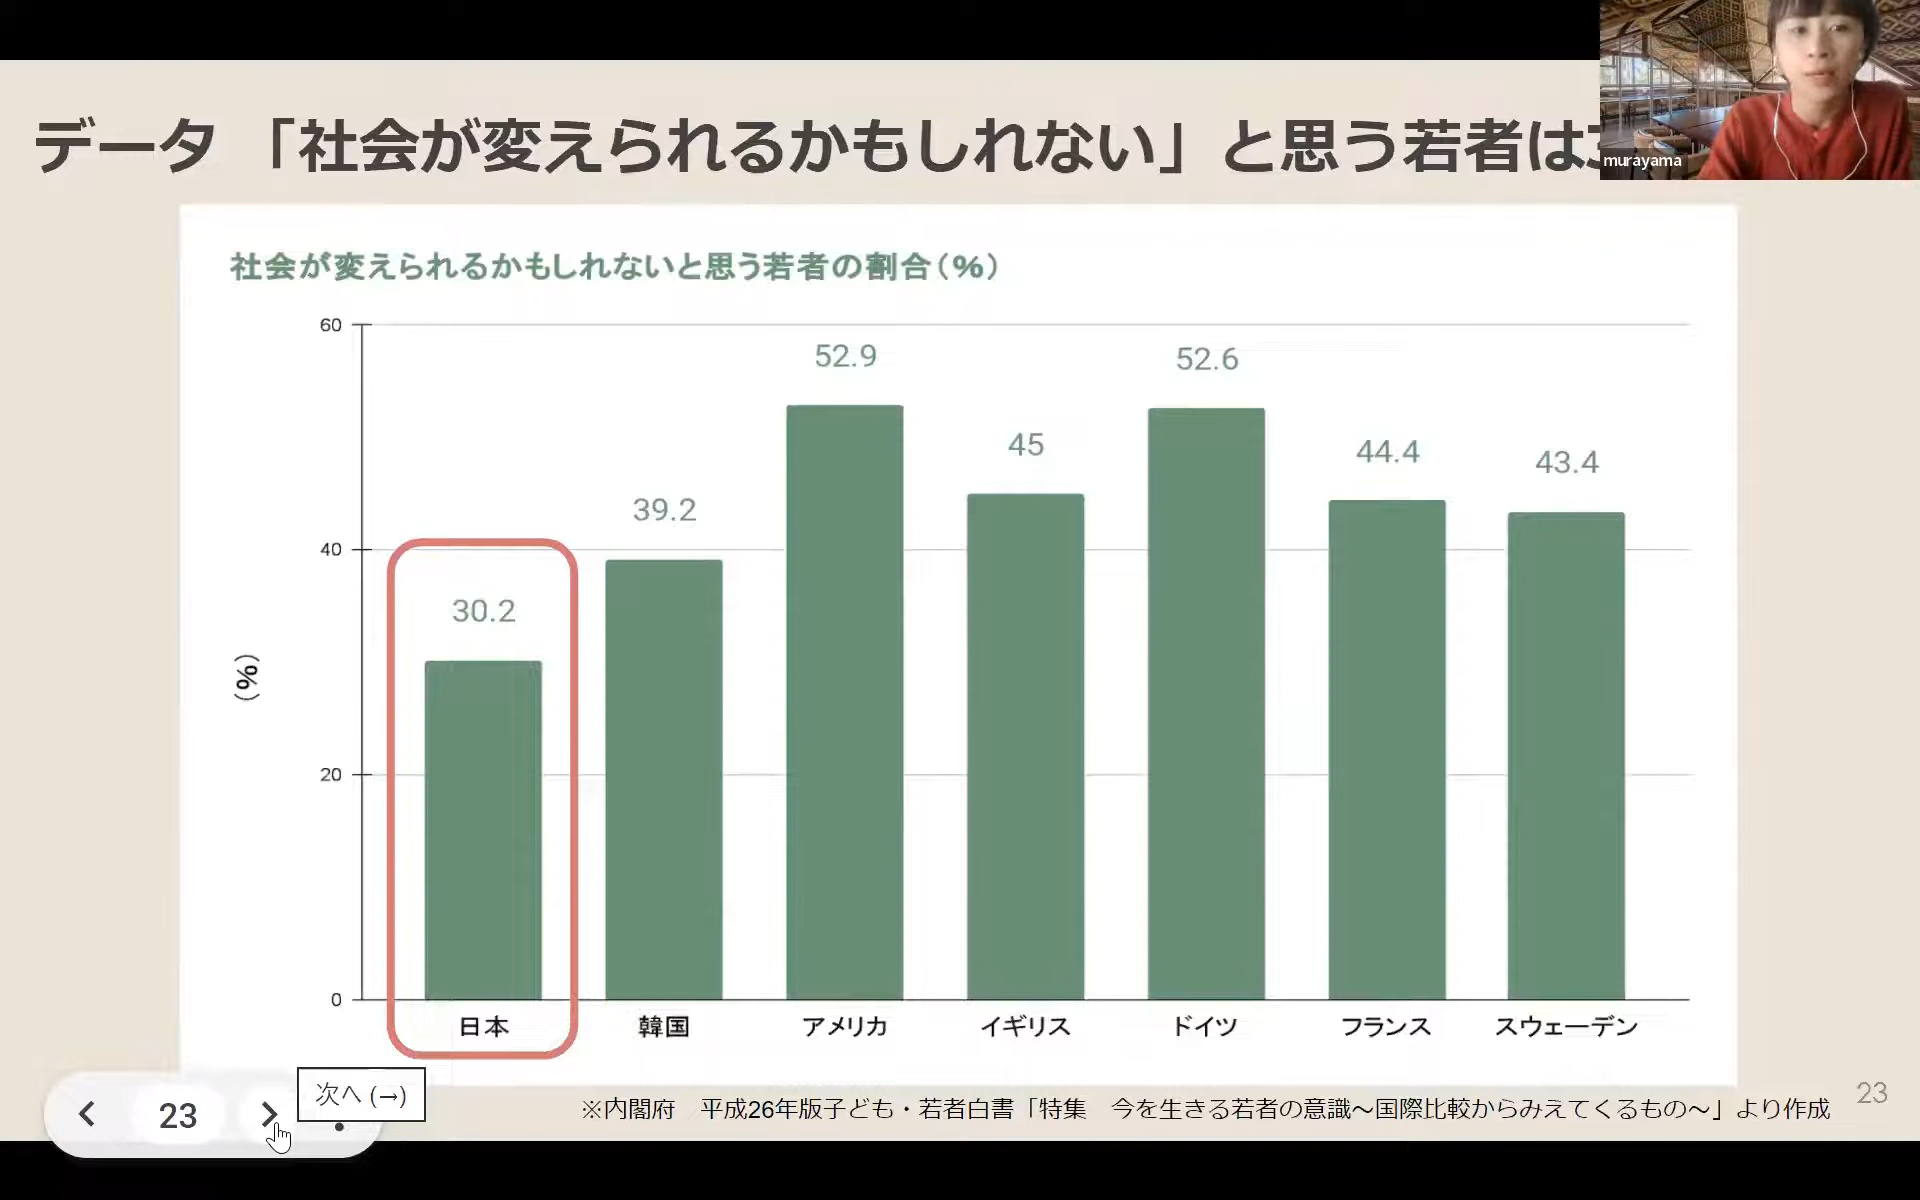 データ 「社会が変えられるかもしれない」と思う若者は
murayama
社会が変えられるかもしれないと思う若者の割合(%)
(%)
60
40
20
0
30.2
39.2
52.9
45
52.6
44.4
43.4
日本
韓国
アメリカ
イギリス
ドイツ
フランス
スウェーデン
23
次へ (→)
※内閣府　平成26年版子ども・若者白書「特集　今を生きる若者の意識～国際比較からみえてくるもの～」より作成
23